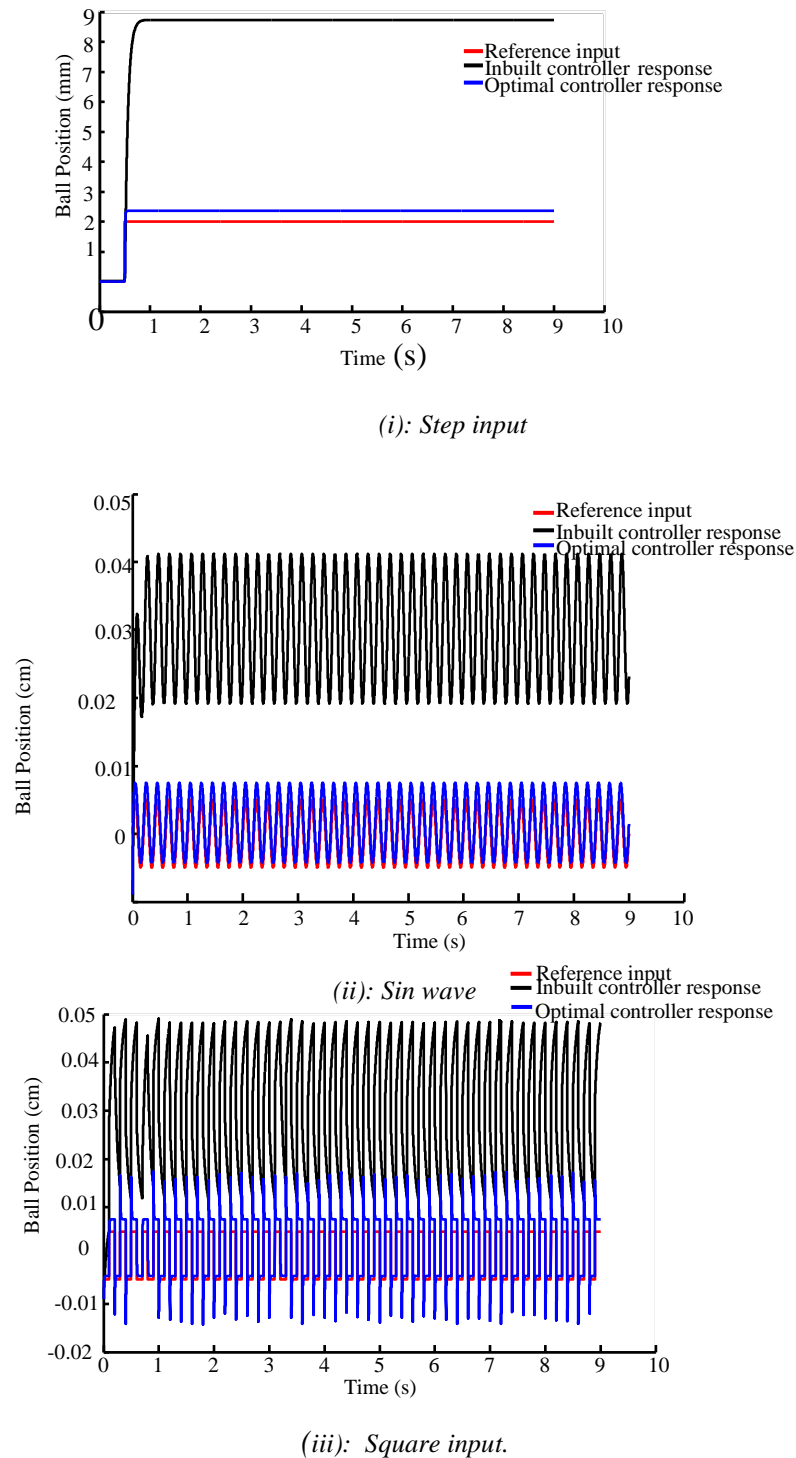 9
8
7
6
5
4
3
2
1
0
Ball Position (mm)
Reference input
Inbuilt controller response
Optimal controller response
1 2 3 4 5 6 7 8 9 10
Time (s)
(i): Step input
0.05
0.04
0.03
0.02
0.01
0
Ball Position (cm)
Reference input
Inbuilt controller response
Optimal controller response
0 1 2 3 4 5 6 7 8 9 10
Time (s)
(ii): Sin wave
Reference input
Inbuilt controller response
Optimal controller response
0.05
0.04
0.03
0.02
0.01
0
-0.01
-0.02
Ball Position (cm)
0 1 2 3 4 5 6 7 8 9 10
Time (s)
(iii): Square input.